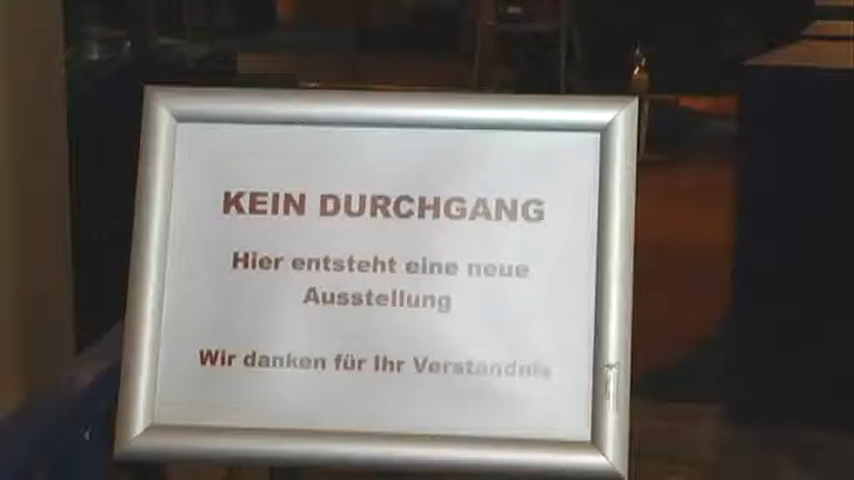 KEIN DURCHGANG
Hier entsteht eine neue
Ausstellung
Wir danken für Ihr Verständnis